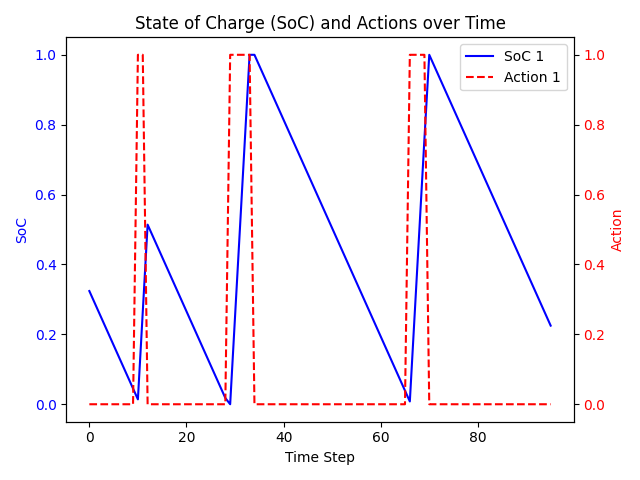 State of Charge (SoC) and Actions over Time
1.0
0.8
0.6
0.4
0.2
0.0
SoC
SoC 1
Action 1
1.0
0.8
0.6
0.4
0.2
0.0
Action
0 20 40 60 80
Time Step